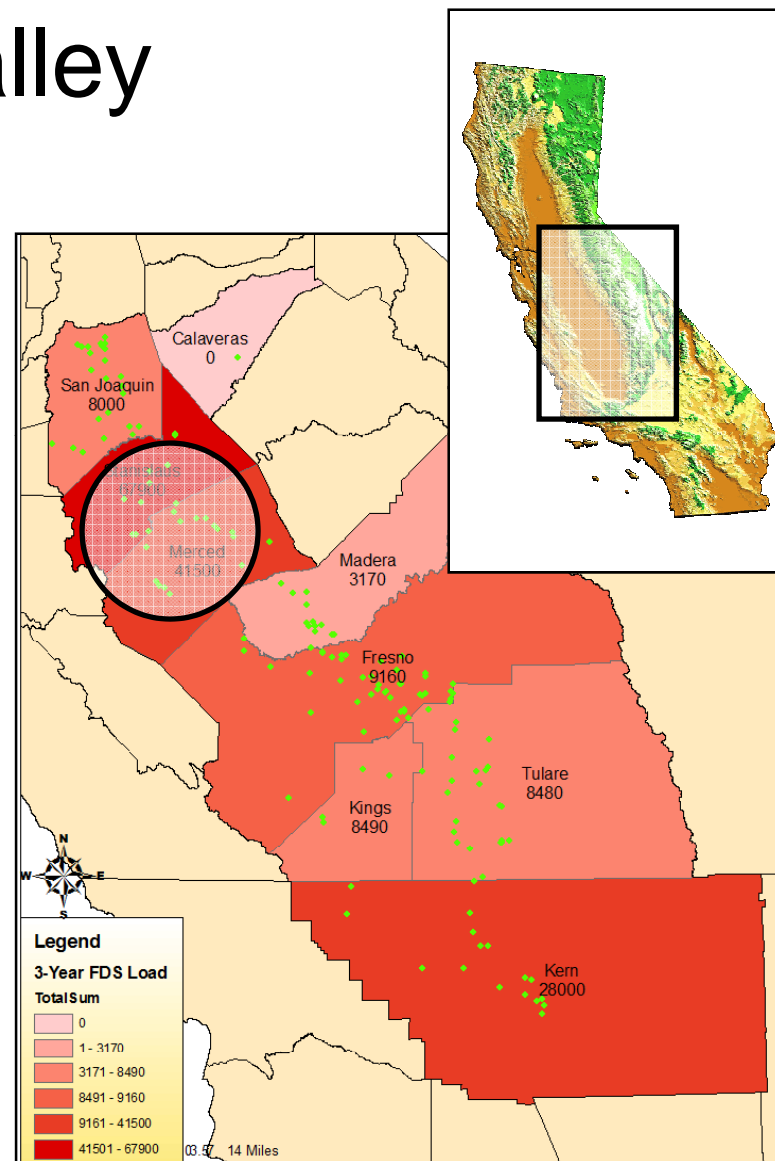 alley
Calaveras
0
San Joaquin
8000
Merced
41500
Madera
3170
Fresno
9160
Tulare
8480
Kings
8490
Kern
28000
N
W E
S
Legend
3-Year FDS Load
TotalSum
0
1 - 3170
3171 - 8490
8491 - 9160
9161 - 41500
41501 - 67900
14 Miles